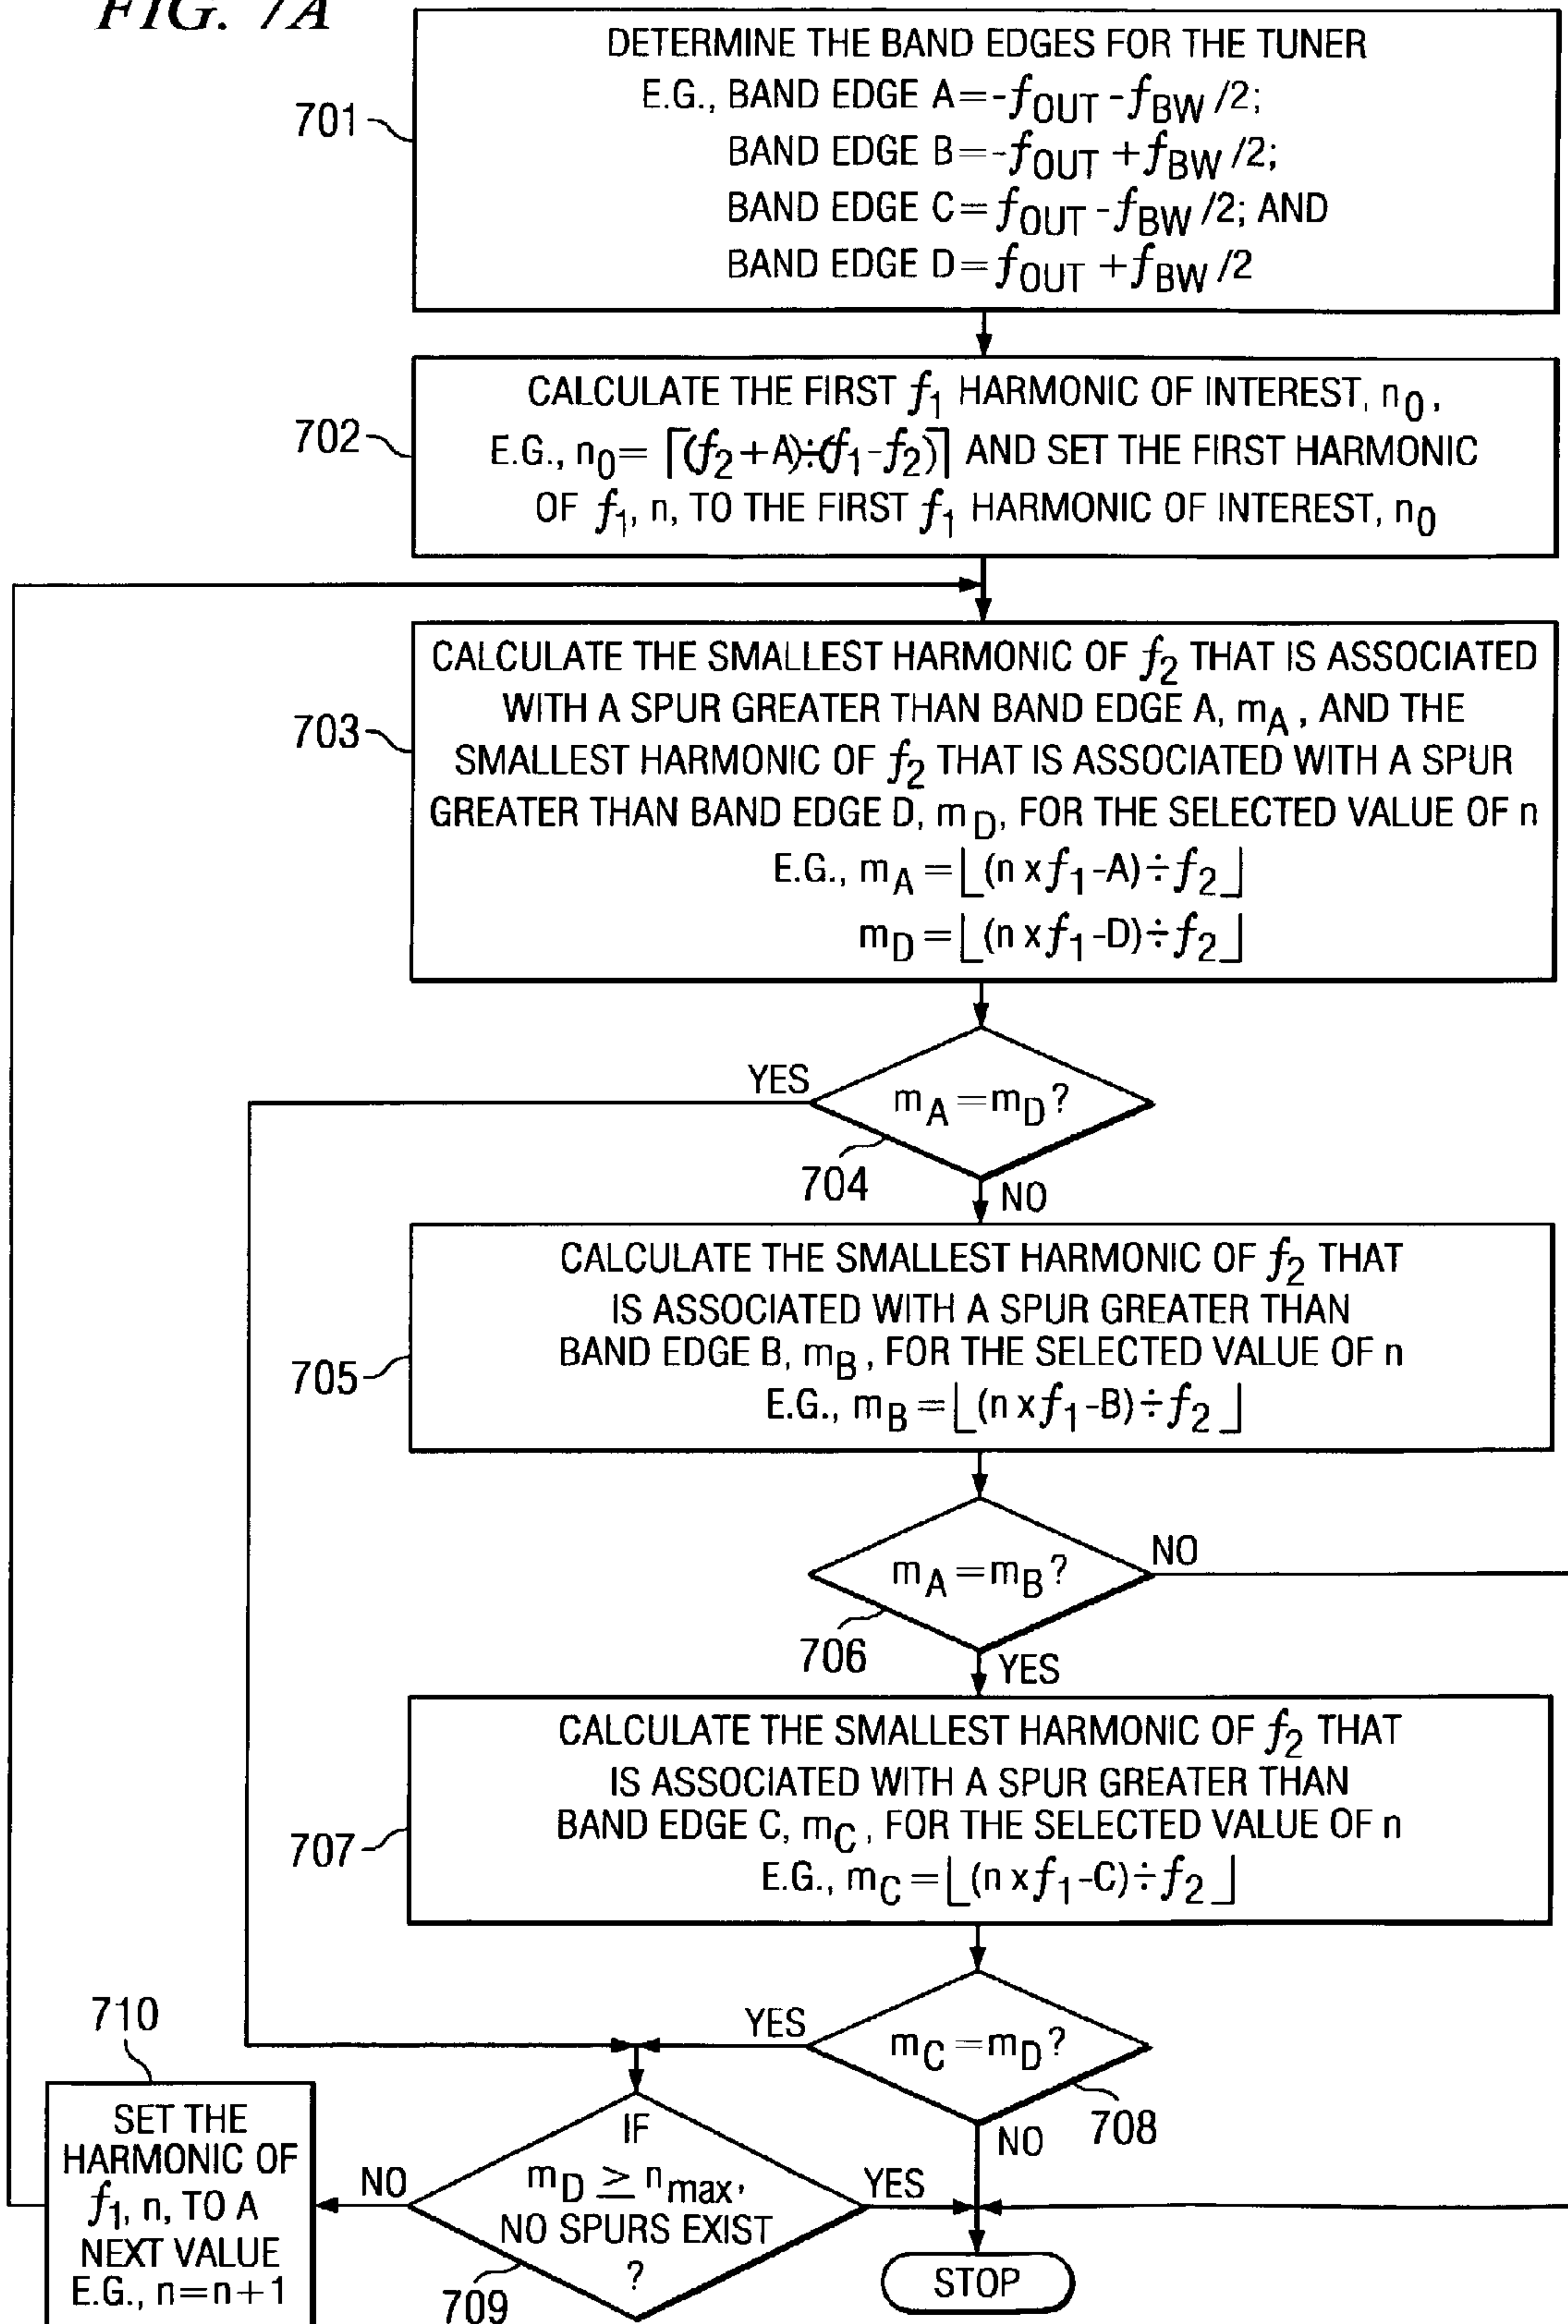 FIG. 7A
701
DETERMINE THE BAND EDGES FOR THE TUNER
E.G., BAND EDGE A=-fOUT -fBW /2;
BAND EDGE B=-fOUT +fBW /2;
BAND EDGE C=fOUT -fBW /2; AND
BAND EDGE D=fOUT +fBW /2
702
CALCULATE THE FIRST f1 HARMONIC OF INTEREST, n0,
E.G., n0= ⌈(f2+A)÷(f1-f2)⌉ AND SET THE FIRST HARMONIC
OF f1, n, TO THE FIRST f1 HARMONIC OF INTEREST, n0
703
CALCULATE THE SMALLEST HARMONIC OF f2 THAT IS ASSOCIATED
WITH A SPUR GREATER THAN BAND EDGE A, mA, AND THE
SMALLEST HARMONIC OF f2 THAT IS ASSOCIATED WITH A SPUR
GREATER THAN BAND EDGE D, mD, FOR THE SELECTED VALUE OF n
E.G., mA =⌊(n x f1-A)÷f2⌋
mD =⌊(n x f1-D)÷f2⌋
YES
mA=mD?
704
NO
705
CALCULATE THE SMALLEST HARMONIC OF f2 THAT
IS ASSOCIATED WITH A SPUR GREATER THAN
BAND EDGE B, mB, FOR THE SELECTED VALUE OF n
E.G., mB =⌊(n x f1-B)÷f2⌋
mA=mB?
NO
706
YES
707
CALCULATE THE SMALLEST HARMONIC OF f2 THAT
IS ASSOCIATED WITH A SPUR GREATER THAN
BAND EDGE C, mC, FOR THE SELECTED VALUE OF n
E.G., mC =⌊(n x f1-C)÷f2⌋
YES
mC=mD?
708
NO
710
SET THE
HARMONIC OF
f1, n, TO A
NEXT VALUE
E.G., n=n+1
NO
IF
mD ≥ nmax,
NO SPURS EXIST
?
709
YES
STOP